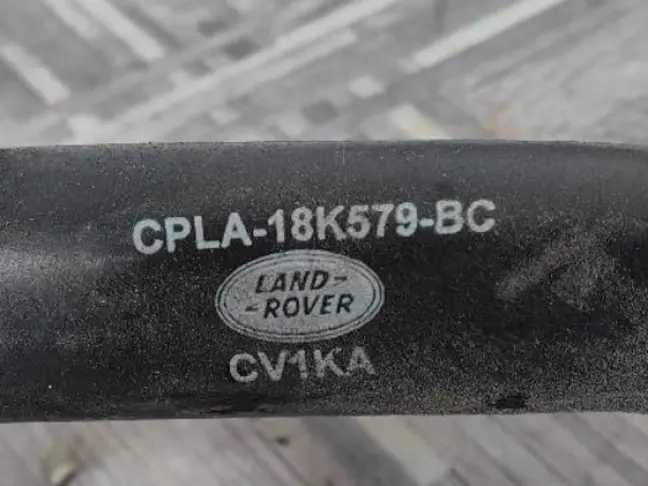 CPLA-18K579-BC
LAND-
-ROVER
CV1KA